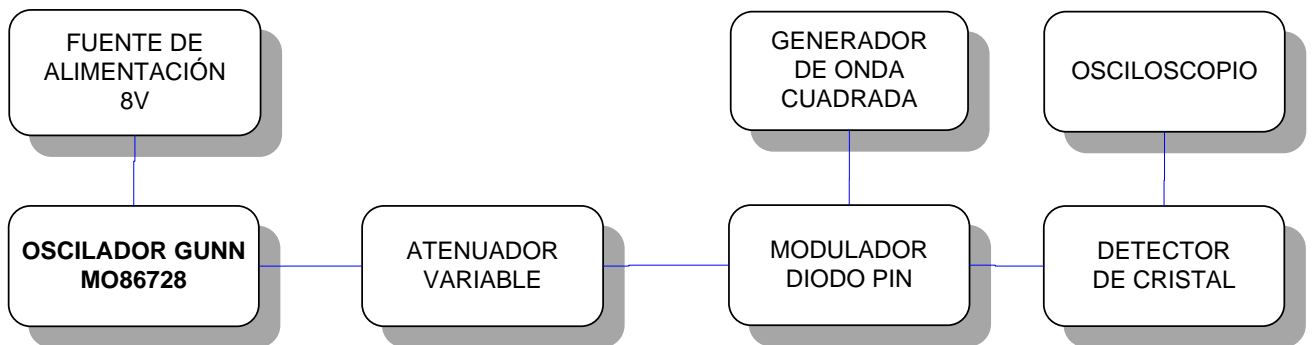 FUENTE DE
ALIMENTACIÓN
8V
GENERADOR
DE ONDA
CUADRADA
OSCILOSCOPIO
OSCILADOR GUNN
MO86728
ATENUADOR
VARIABLE
MODULADOR
DIODO PIN
DETECTOR
DE CRISTAL